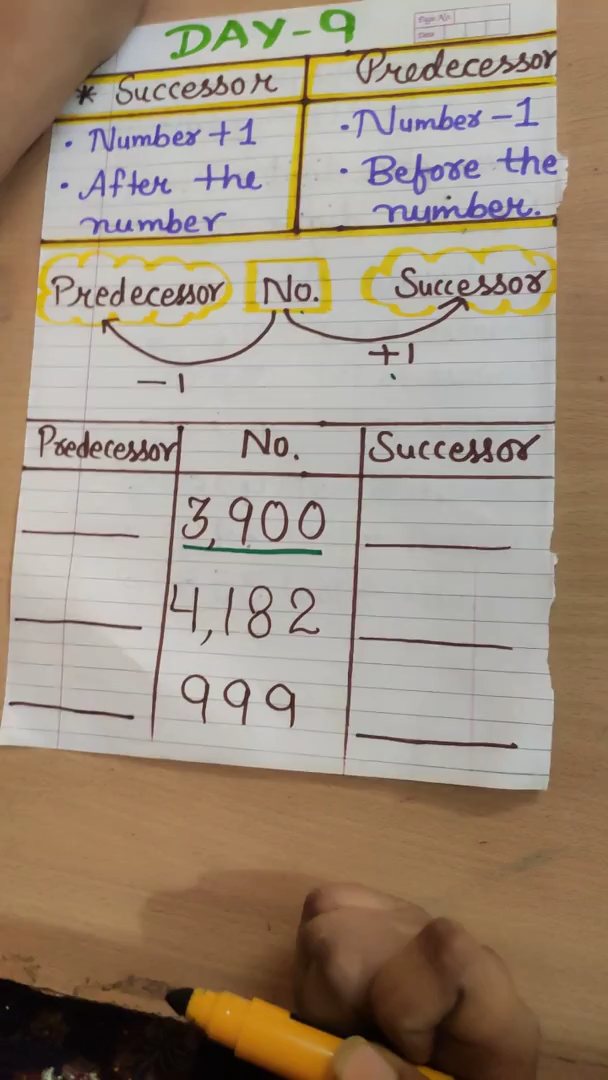 DAY-9
Date
* Successor Predecessor
• Number +1 • Number -1
• After the • Before the
number number.
Predecessor No. Successor
-1 +1
Predecessor No. Successor
3,900
4,182
999